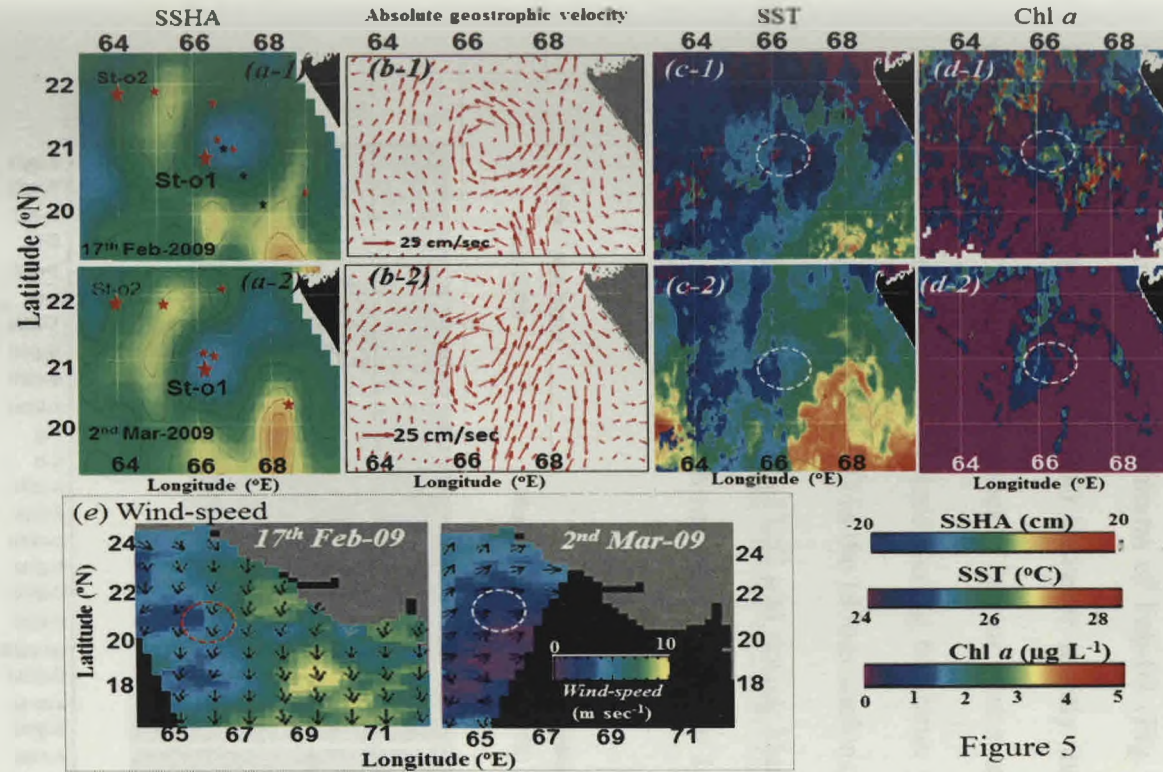 SSHA Absolute geostrophic velocity SST Chl a
64 66 68 64 66 68 64 66 68 64 66 68
22 St-o2 (a-1) (b-1) (c-1) (d-1)
21
St-o1
20
17th Feb-2009 25 cm/sec
Latitude (°N)
22 St-o2 (a-2) (b-2) (c-2) (d-2)
21
St-o1
20 2nd Mar-2009 25 cm/sec
64 66 68 64 66 68 64 66 68 64 66 68
Longitude (°E) Longitude (°E) Longitude (°E) Longitude (°E)
(e) Wind-speed
24 17th Feb-09 2nd Mar-09 24
22 22
20 20
18 18
Latitude (°N)
0 10
Wind-speed
(m sec-1)
65 67 69 71 65 67 69 71
Longitude (°E)
-20 SSHA (cm) 20 ,
SST (°C)
24 26 28
Chl a (µg L-1)
0 1 2 3 4 5
Figure 5